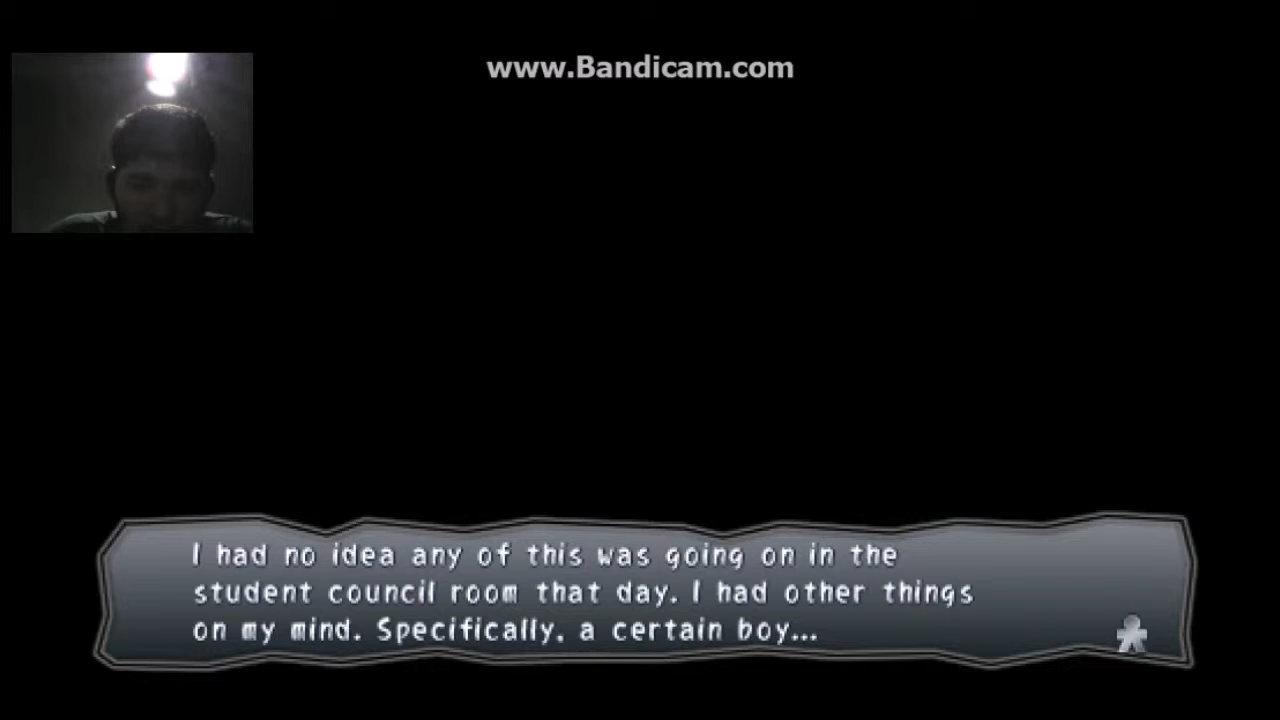 www.Bandicam.com
I had no idea any of this was going on in the
student council room that day. I had other things
on my mind. Specifically, a certain boy...